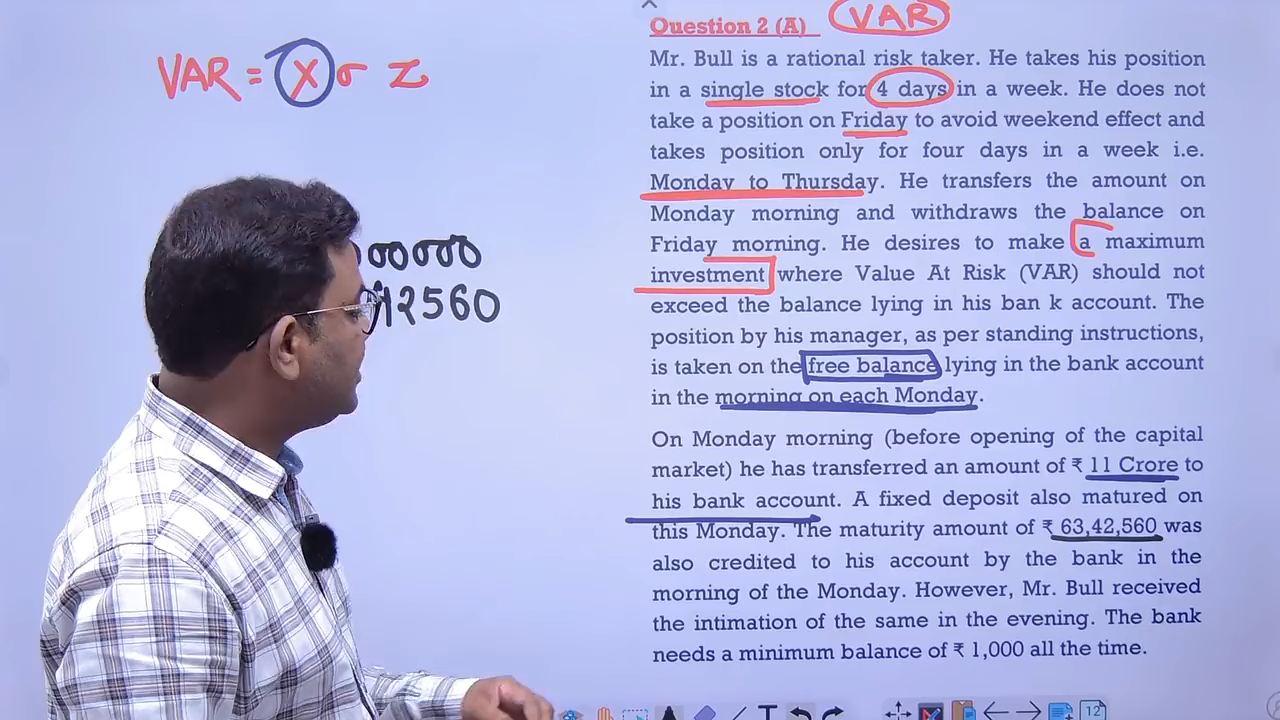 VAR = X σ z
00000
12560
Question 2 (A) VAR
Mr. Bull is a rational risk taker. He takes his position
in a single stock for 4 days in a week. He does not
take a position on Friday to avoid weekend effect and
takes position only for four days in a week i.e.
Monday to Thursday. He transfers the amount on
Monday morning and withdraws the balance on
Friday morning. He desires to make a maximum
investment where Value At Risk (VAR) should not
exceed the balance lying in his ban k account. The
position by his manager, as per standing instructions,
is taken on the free balance lying in the bank account
in the morning on each Monday.
On Monday morning (before opening of the capital
market) he has transferred an amount of ₹ 11 Crore to
his bank account. A fixed deposit also matured on
this Monday. The maturity amount of ₹ 63,42,560 was
also credited to his account by the bank in the
morning of the Monday. However, Mr. Bull received
the intimation of the same in the evening. The bank
needs a minimum balance of ₹ 1,000 all the time.
T
12